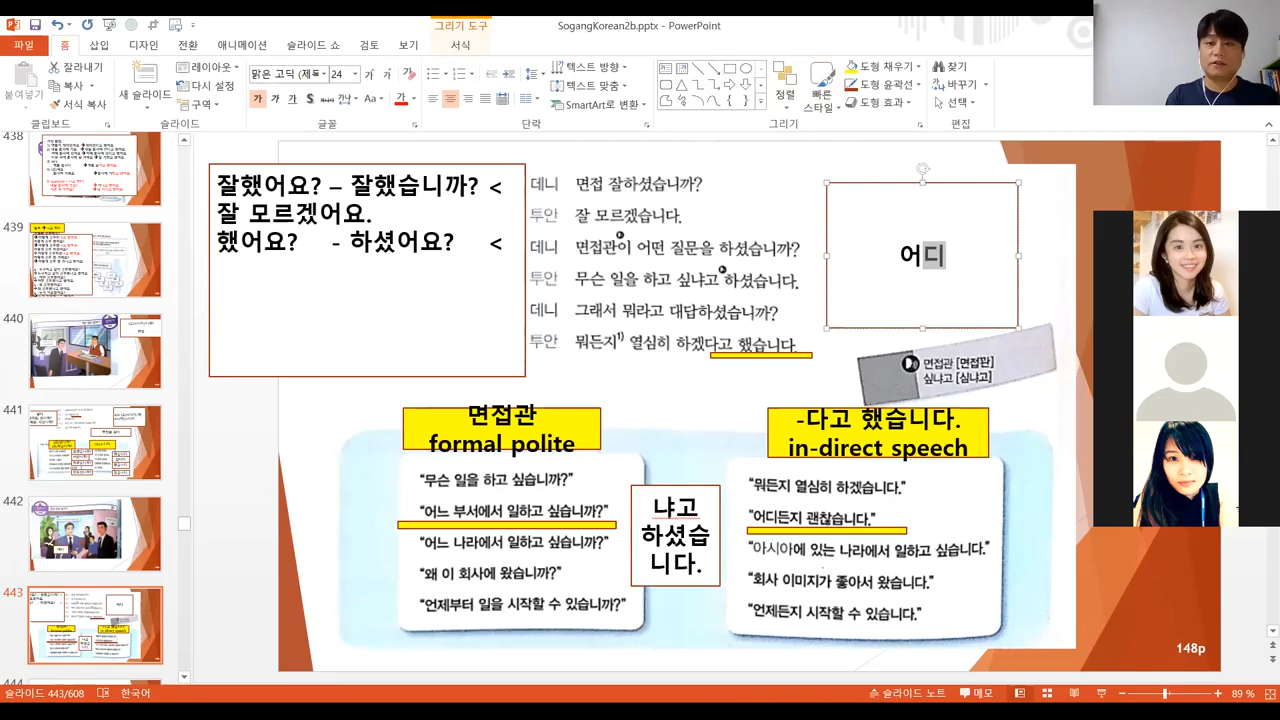 그리기 도구
SogangKorean2b.pptx - PowerPoint
파일 홈 삽입 디자인 전환 애니메이션 슬라이드 쇼 검토 보기 서식
붙여넣기
잘라내기
복사
서식 복사
클립보드
새 슬라이드
레이아웃
다시 설정
구역
슬라이드
맑은 고딕 (제목 24
글꼴
텍스트 방향
텍스트 맞춤
SmartArt로 변환
단락
정렬
빠른 스타일
도형 채우기
도형 윤곽선
도형 효과
그리기
찾기
바꾸기
선택
편집
438
439
440
441
442
443
잘했어요? – 잘했습니까? <
잘 모르겠어요.
했어요? - 하셨어요? <
데니 면접 잘하셨습니까?
투안 잘 모르겠습니다.
데니 면접관이 어떤 질문을 하셨습니까?
투안 무슨 일을 하고 싶냐고 하셨습니다.
데니 그래서 뭐라고 대답하셨습니까?
투안 뭐든지1) 열심히 하겠다고 했습니다.
어디
면접관 [면접꽌]
싶냐고 [심냐고]
면접관
formal polite
“무슨 일을 하고 싶습니까?”
“어느 부서에서 일하고 싶습니까?”
“어느 나라에서 일하고 싶습니까?”
“왜 이 회사에 왔습니까?”
“언제부터 일을 시작할 수 있습니까?”
냐고
하셨습
니다.
-다고 했습니다.
in-direct speech
“뭐든지 열심히 하겠습니다.”
“어디든지 괜찮습니다.”
“아시아에 있는 나라에서 일하고 싶습니다.”
“회사 이미지가 좋아서 왔습니다.”
“언제든지 시작할 수 있습니다.”
148p
슬라이드 443/608 한국어
슬라이드 노트 메모 89 %